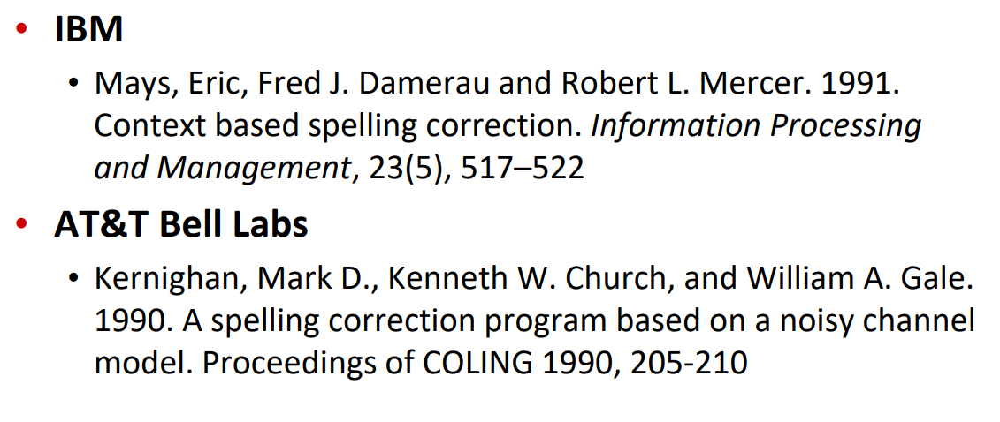 • IBM
• Mays, Eric, Fred J. Damerau and Robert L. Mercer. 1991.
Context based spelling correction. Information Processing
and Management, 23(5), 517–522
• AT&T Bell Labs
• Kernighan, Mark D., Kenneth W. Church, and William A. Gale.
1990. A spelling correction program based on a noisy channel
model. Proceedings of COLING 1990, 205-210